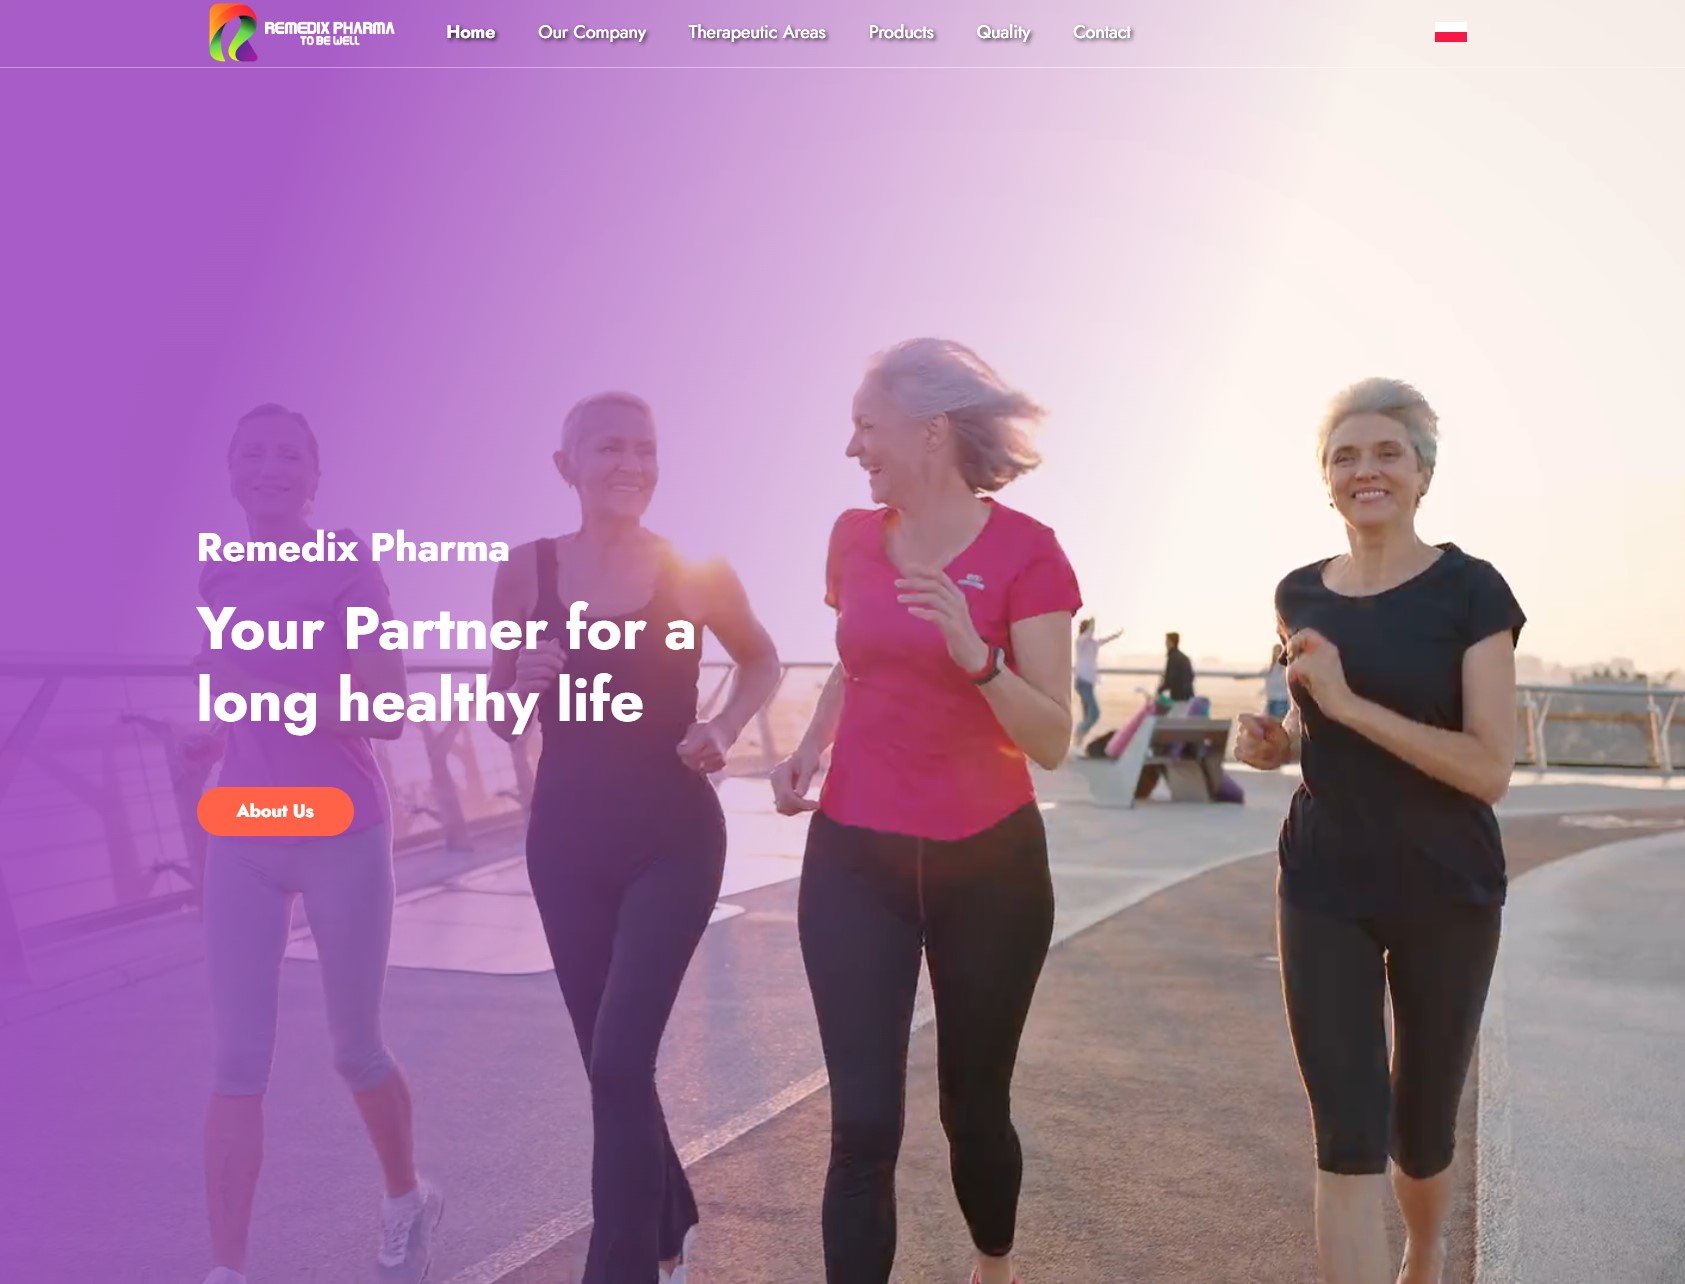 REMEDIX PHARMA
TO BE WELL
Home
Our Company
Therapeutic Areas
Products
Quality
Contact
Remedix Pharma
Your Partner for a
long healthy life
About Us